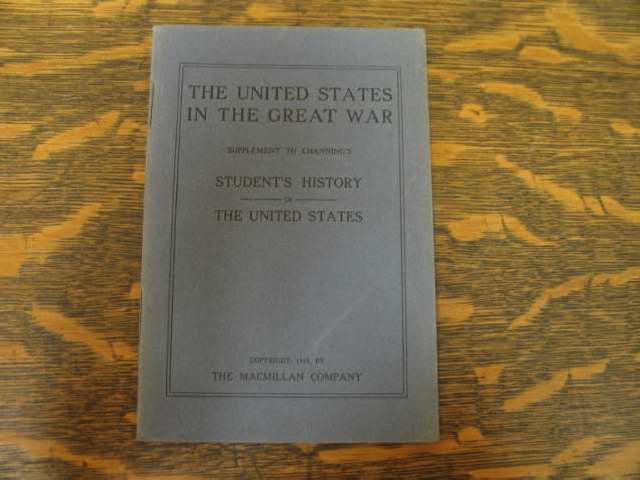 THE UNITED STATES
IN THE GREAT WAR
SUPPLEMENT TO CHANNING'S
STUDENT'S HISTORY
OF
THE UNITED STATES
COPYRIGHT, 1919, BY
THE MACMILLAN COMPANY